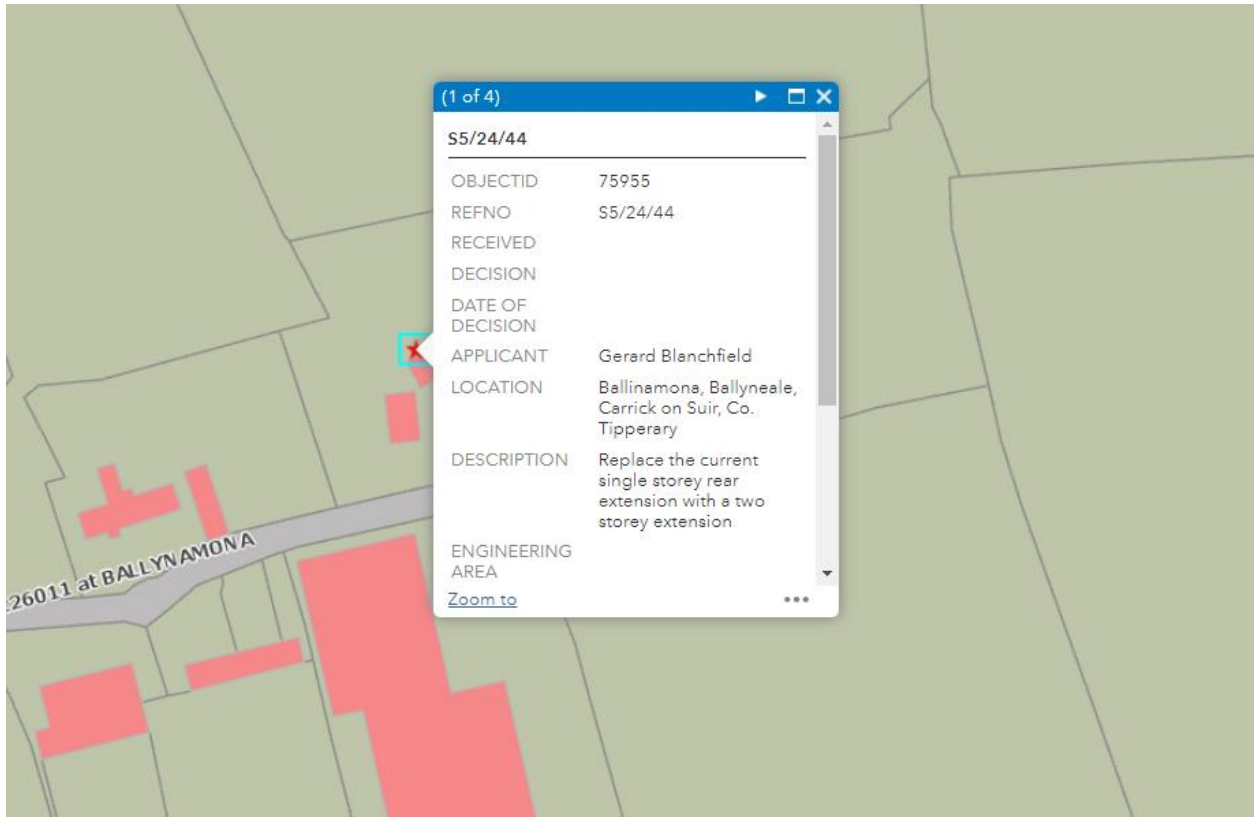 (1 of 4)
S5/24/44
OBJECTID 75955
REFNO S5/24/44
RECEIVED
DECISION
DATE OF
DECISION
APPLICANT Gerard Blanchfield
LOCATION Ballinamona, Ballyneale,
Carrick on Suir, Co.
Tipperary
DESCRIPTION Replace the current
single storey rear
extension with a two
storey extension
ENGINEERING
AREA
Zoom to
26011 at BALLYNAMONA